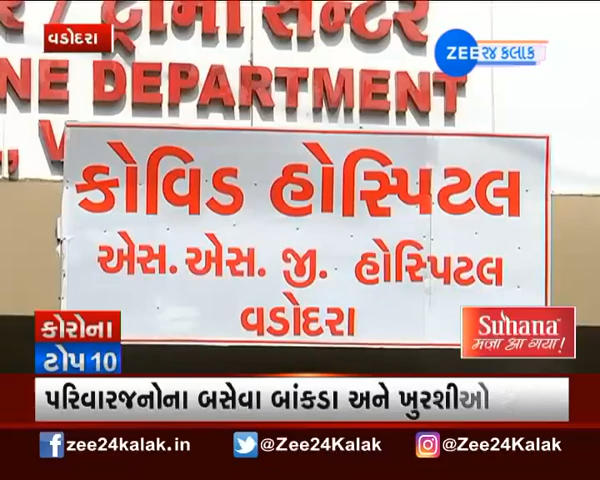 / ટ્રોમા સેન્ટર
વડોદરા
ZEE ૨૪ કલાક
NE DEPARTMENT
કોવિડ હોસ્પિટલ
એસ. એસ. જી. હોસ્પિટલ
વડોદરા
કોરોના
ટોપ 10
Suhana
મજા આ ગયા!
પરિવારજનોના બસેવા બાંકડા અને ખુરશીઓ
zee24kalak.in
@Zee24Kalak
@Zee24Kalak